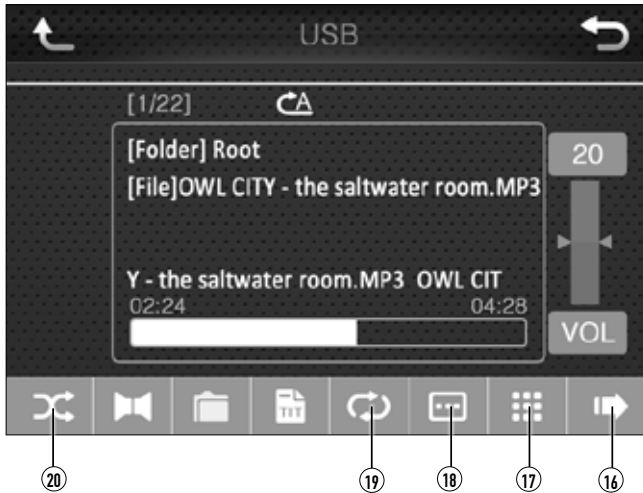 USB
[1/22] A
[Folder] Root
20
[File]OWL CITY - the saltwater room.MP3
Y - the saltwater room.MP3 OWL CIT
02:24 04:28
VOL
TIT
20 19 18 17 16